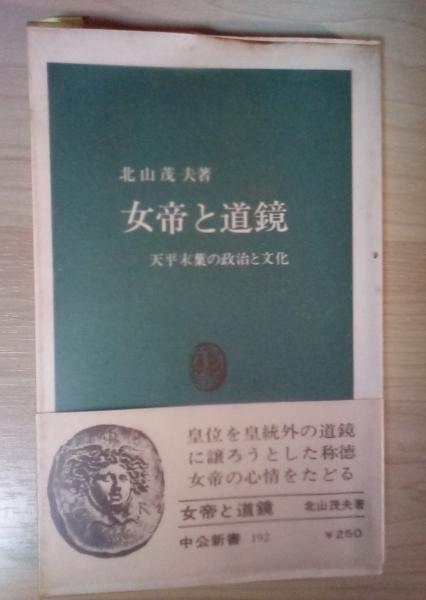 北山茂夫著
女帝と道鏡
天平末葉の政治と文化
皇位を皇統外の道鏡
に譲ろうとした称徳
女帝の心情をたどる
女帝と道鏡 北山茂夫著
中公新書 192 ￥250